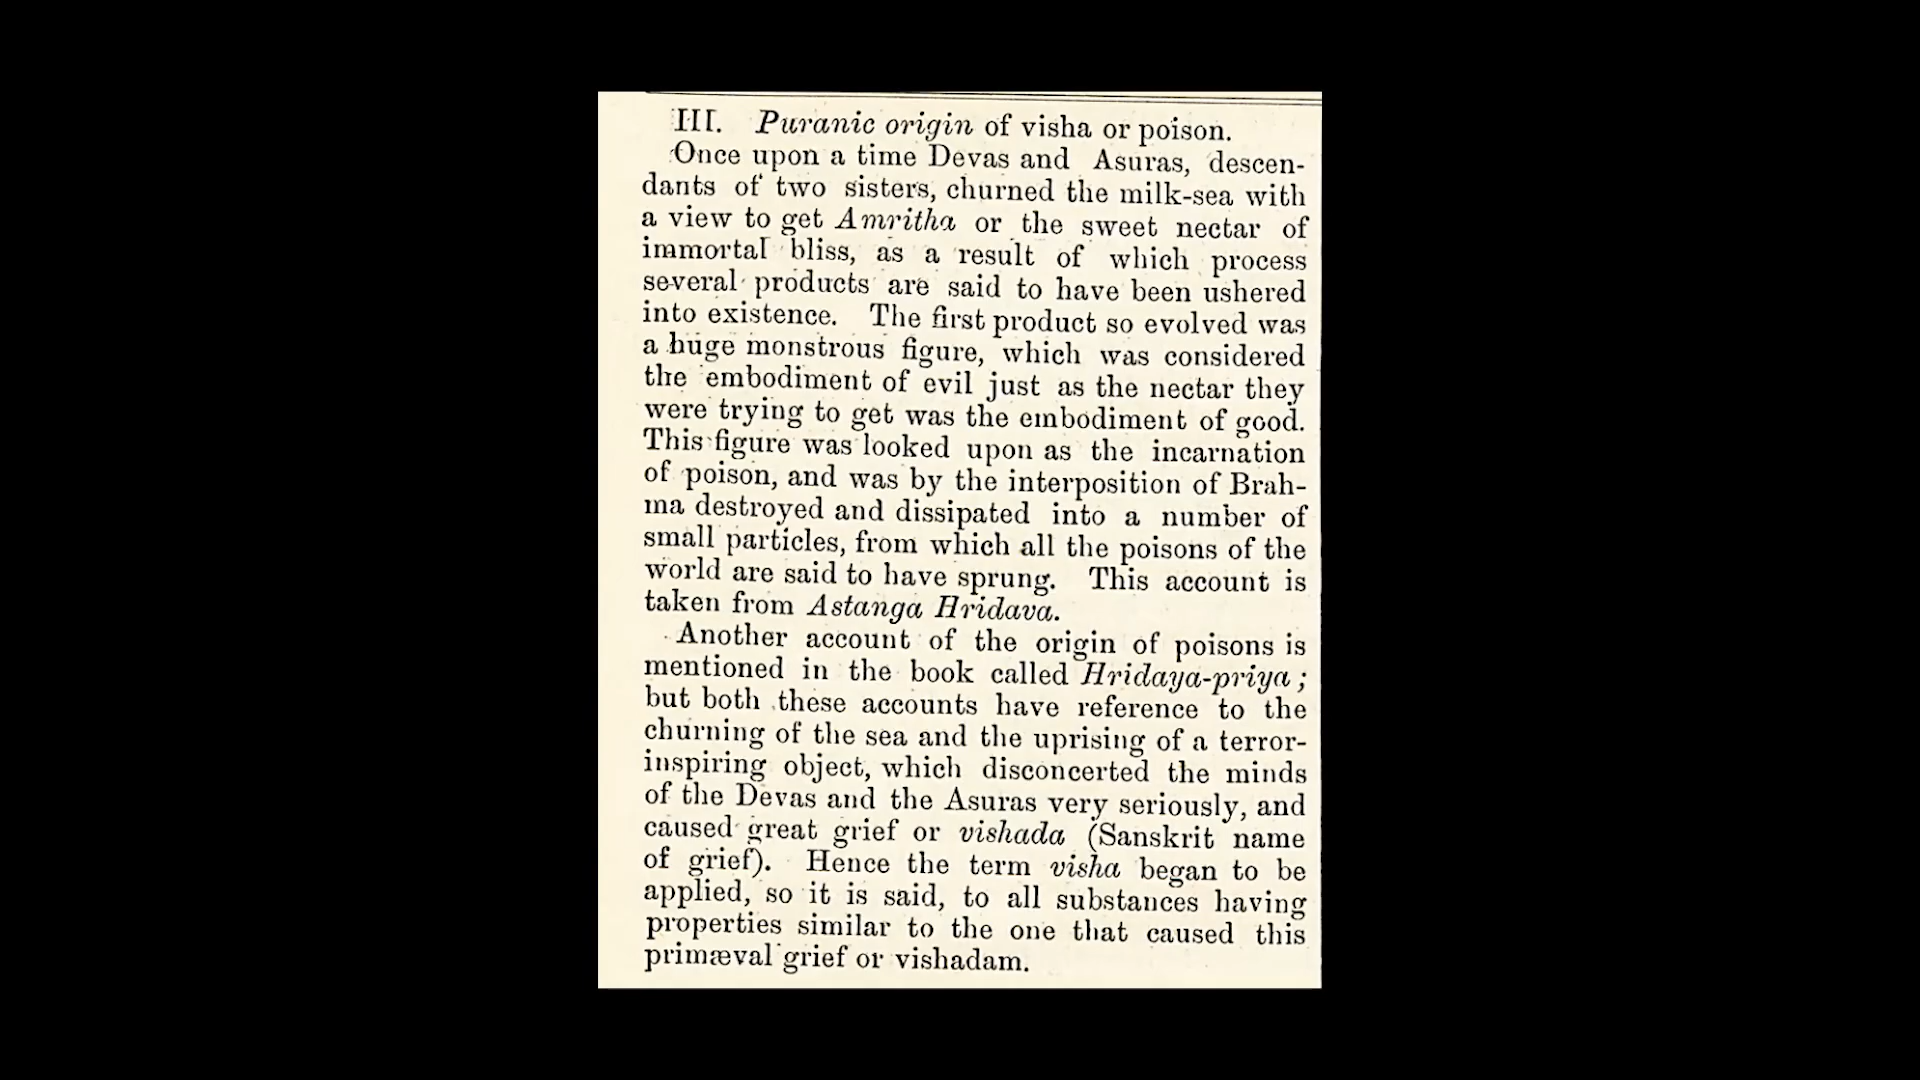 III. Puranic origin of visha or poison.
Once upon a time Devas and Asuras, descen-
dants of two sisters, churned the milk-sea with
a view to get Amritha or the sweet nectar of
immortal bliss, as a result of which process
several products are said to have been ushered
into existence. The first product so evolved was
a huge monstrous figure, which was considered
the embodiment of evil just as the nectar they
were trying to get was the embodiment of good.
This figure was looked upon as the incarnation
of poison, and was by the interposition of Brah-
ma destroyed and dissipated into a number of
small particles, from which all the poisons of the
world are said to have sprung. This account is
taken from Astanga Hridava.
Another account of the origin of poisons is
mentioned in the book called Hridaya-priya;
but both these accounts have reference to the
churning of the sea and the uprising of a terror-
inspiring object, which disconcerted the minds
of the Devas and the Asuras very seriously, and
caused great grief or vishada (Sanskrit name
of grief). Hence the term visha began to be
applied, so it is said, to all substances having
properties similar to the one that caused this
primæval grief or vishadam.